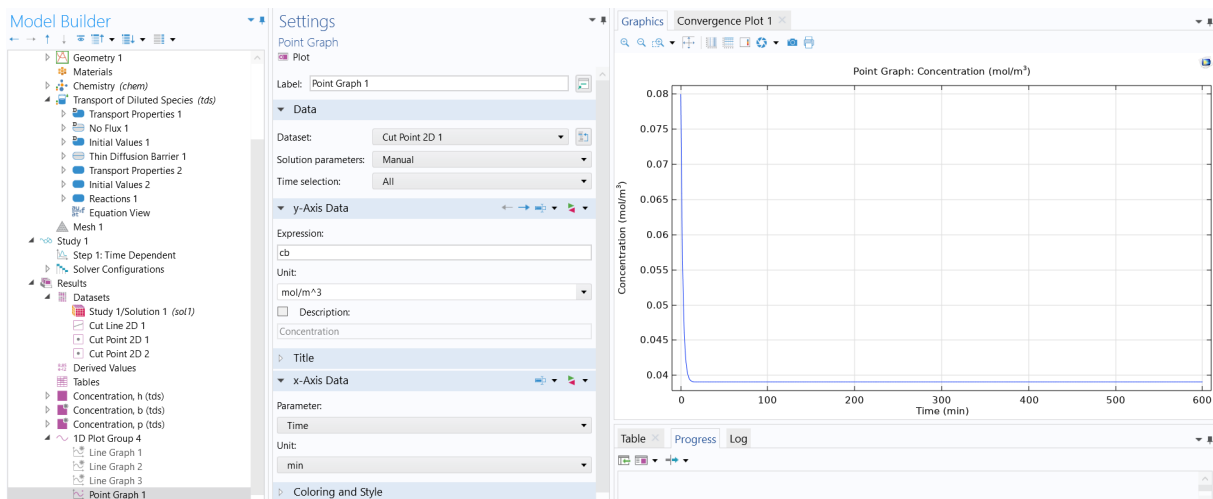 Model Builder
Geometry 1
Materials
Chemistry (chem)
Transport of Diluted Species (tds)
Transport Properties 1
No Flux 1
Initial Values 1
Thin Diffusion Barrier 1
Transport Properties 2
Initial Values 2
Reactions 1
Equation View
Mesh 1
Study 1
Step 1: Time Dependent
Solver Configurations
Results
Datasets
Study 1/Solution 1 (sol1)
Cut Line 2D 1
Cut Point 2D 1
Cut Point 2D 2
Derived Values
Tables
Concentration, h (tds)
Concentration, b (tds)
Concentration, p (tds)
1D Plot Group 4
Line Graph 1
Line Graph 2
Line Graph 3
Point Graph 1
Settings
Point Graph
Plot
Label: Point Graph 1
Data
Dataset: Cut Point 2D 1
Solution parameters: Manual
Time selection: All
y-Axis Data
Expression:
cb
Unit:
mol/m^3
Description:
Concentration
Title
x-Axis Data
Parameter:
Time
Unit:
min
Coloring and Style
Graphics Convergence Plot 1
Point Graph: Concentration (mol/m³)
0.08
0.075
0.07
0.065
0.06
0.055
0.05
0.045
0.04
Concentration (mol/m³)
0 100 200 300 400 500 600
Time (min)
Table Progress Log